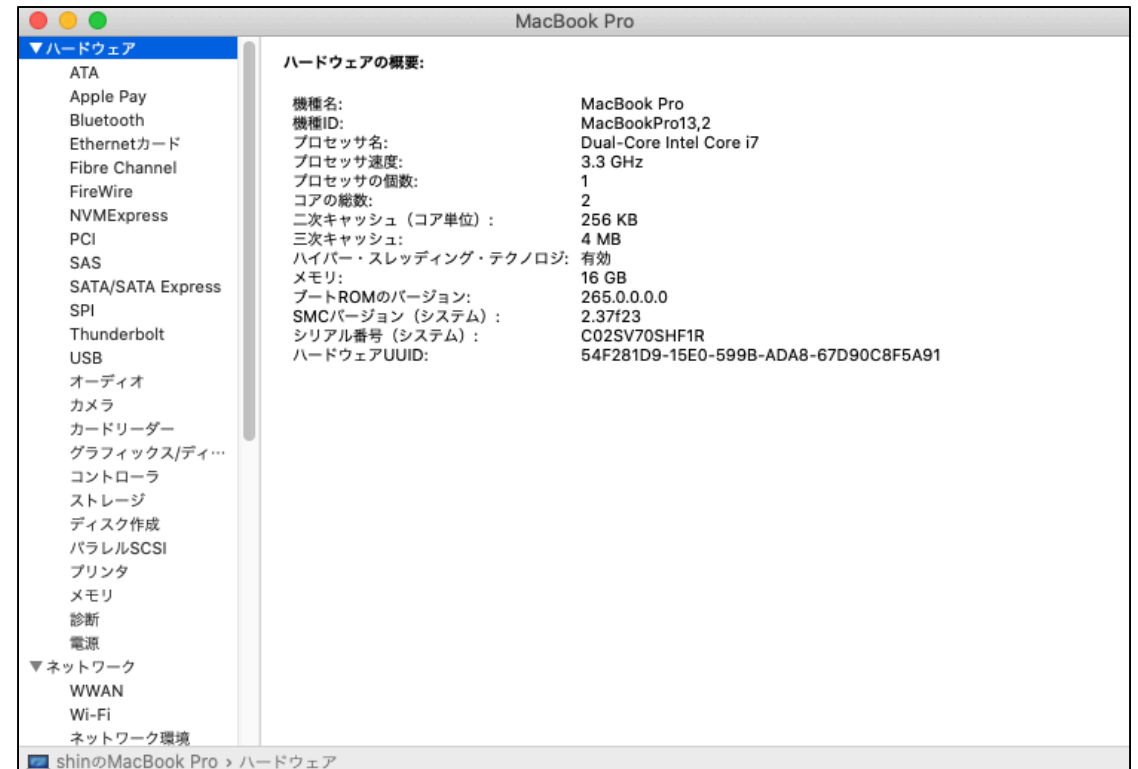 MacBook Pro
▼ハードウェア
ATA
Apple Pay
Bluetooth
Ethernetカード
Fibre Channel
FireWire
NVMExpress
PCI
SAS
SATA/SATA Express
SPI
Thunderbolt
USB
オーディオ
カメラ
カードリーダー
グラフィックス/ディ…
コントローラ
ストレージ
ディスク作成
パラレルSCSI
プリンタ
メモリ
診断
電源
▼ネットワーク
WWAN
Wi-Fi
ネットワーク環境
ハードウェアの概要:
機種名: MacBook Pro
機種ID: MacBookPro13,2
プロセッサ名: Dual-Core Intel Core i7
プロセッサ速度: 3.3 GHz
プロセッサの個数: 1
コアの総数: 2
二次キャッシュ（コア単位）: 256 KB
三次キャッシュ: 4 MB
ハイパー・スレッディング・テクノロジ: 有効
メモリ: 16 GB
ブートROMのバージョン: 265.0.0.0.0
SMCバージョン（システム）: 2.37f23
シリアル番号（システム）: C02SV70SHF1R
ハードウェアUUID: 54F281D9-15E0-599B-ADA8-67D90C8F5A91
shinのMacBook Pro › ハードウェア